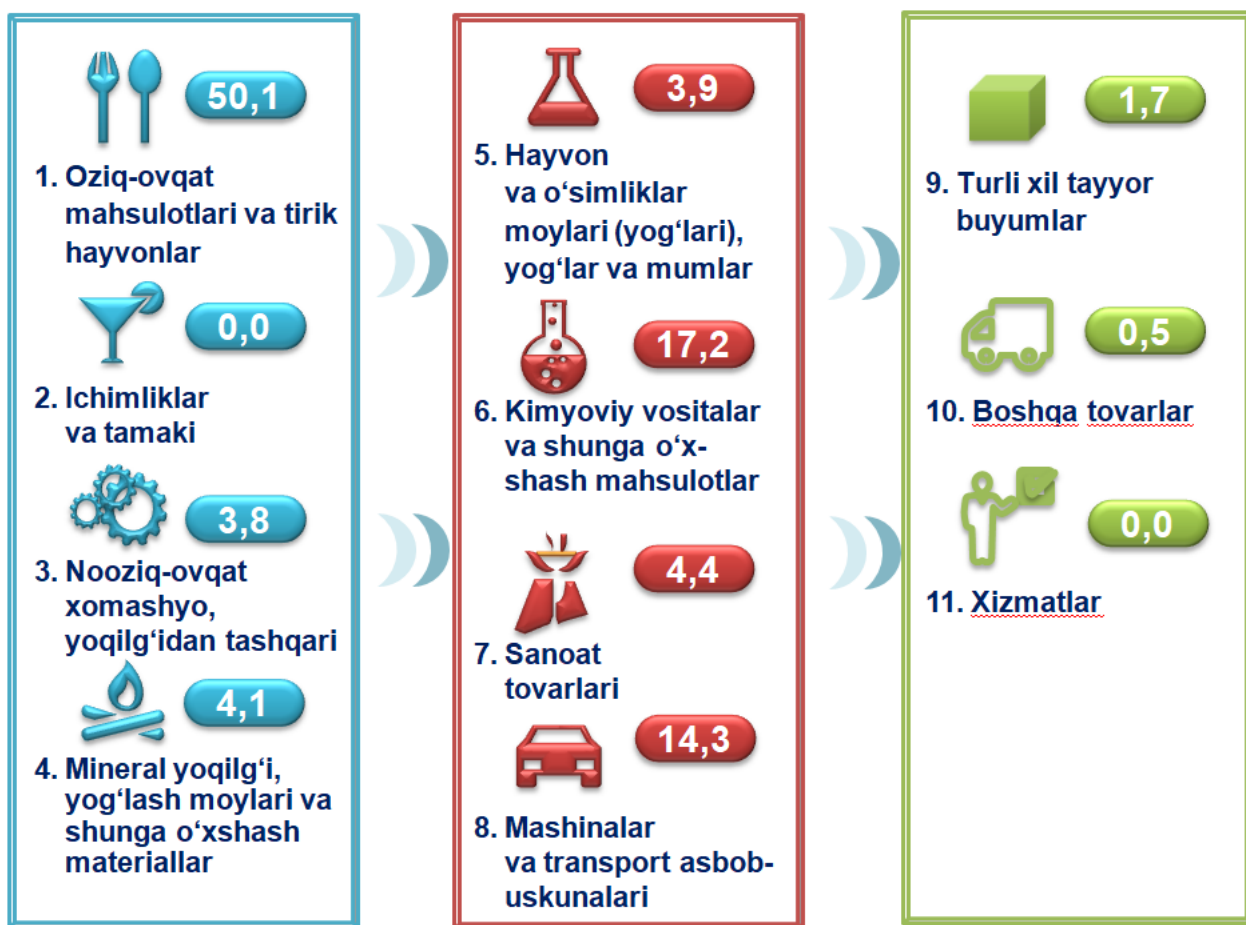 50,1
1. Oziq-ovqat
mahsulotlari va tirik
hayvonlar
0,0
2. Ichimliklar
va tamaki
3,8
3. Nooziq-ovqat
xomashyo,
yoqilg‘idan tashqari
4,1
4. Mineral yoqilg‘i,
yog‘lash moylari va
shunga o‘xshash
materiallar
3,9
5. Hayvon
va o‘simliklar
moylari (yog‘lari),
yog‘lar va mumlar
17,2
6. Kimyoviy vositalar
va shunga o‘x-
shash mahsulotlar
4,4
7. Sanoat
tovarlari
14,3
8. Mashinalar
va transport asbob-
uskunalari
1,7
9. Turli xil tayyor
buyumlar
0,5
10. Boshqa tovarlar
0,0
11. Xizmatlar